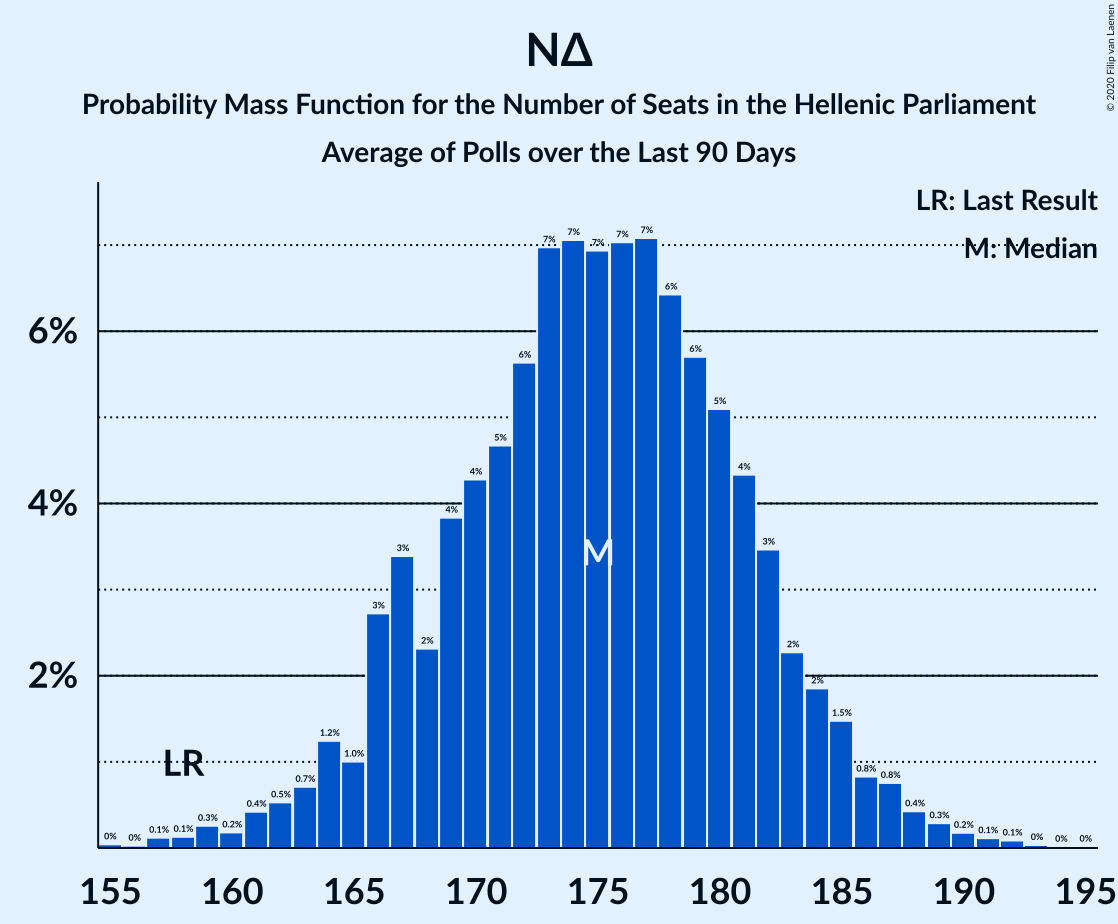 © 2020 Filip van Laenen
ΝΔ
Probability Mass Function for the Number of Seats in the Hellenic Parliament
Average of Polls over the Last 90 Days
LR: Last Result
M: Median
6%
4%
2%
0% 0% 0.1% 0.1% 0.3% 0.2% 0.4% 0.5% 0.7% 1.2% 1.0% 3% 3% 2% 4% 4% 5% 6% 7% 7% 7% 7% 7% 6% 6% 5% 4% 3% 2% 2% 1.5% 0.8% 0.8% 0.4% 0.3% 0.2% 0.1% 0.1% 0% 0% 0%
M
LR
155 160 165 170 175 180 185 190 195